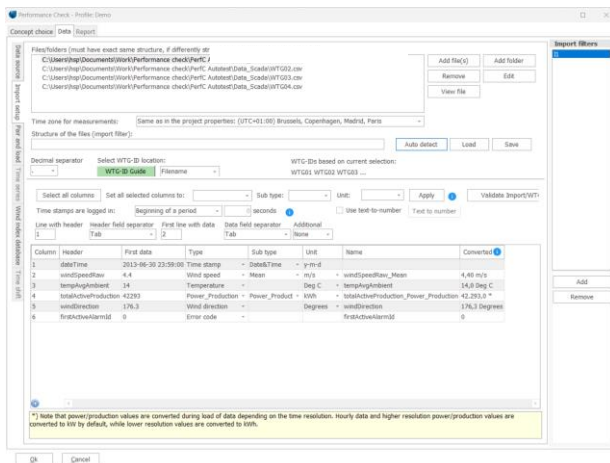 Performance Check - Profile: Demo
Concept choice Data Report
Import filters
Data source
Import setup
Pair and load
Time series
Wind index database
Time shift
Files/folders (must have exact same structure, if differently str
C:\Users\hsp\Documents\Work\Performance check\PerfC A
C:\Users\hsp\Documents\Work\Performance check\PerfC Autotest\Data_Scada\WTG02.csv
C:\Users\hsp\Documents\Work\Performance check\PerfC Autotest\Data_Scada\WTG03.csv
C:\Users\hsp\Documents\Work\Performance check\PerfC Autotest\Data_Scada\WTG04.csv
Add file(s) Add folder
Remove Edit
View file
Time zone for measurements: Same as in the project properties: (UTC+01:00) Brussels, Copenhagen, Madrid, Paris
Structure of the files (import filter):
Auto detect Load Save
Decimal separator Select WTG-ID location: WTG-IDs based on current selection:
. WTG-ID Guide Filename WTG01 WTG02 WTG03 ...
Select all columns Set all selected columns to: Sub type: Unit: Apply Validate Import/WT
Time stamps are logged in: Beginning of a period 0 seconds Use text-to-number Text to number
Line with header Header field separator First line with data Data field separator Additional
1 Tab 2 Tab None
Column Header First data Type Sub type Unit Name Converted
1 dateTime 2013-06-30 23:59:00 Time stamp Date&Time y-m-d
2 windSpeedRaw 4.4 Wind speed Mean m/s windSpeedRaw_Mean 4,40 m/s
3 tempAvgAmbient 14 Temperature Deg C tempAvgAmbient 14,0 Deg C
4 totalActiveProduction 42293 Power_Production Power_Product kWh totalActiveProduction_Power_Production 42.293,0 *
5 windDirection 176.3 Wind direction Degrees windDirection 176,3 Degrees
6 firstActiveAlarmId 0 Error code firstActiveAlarmId 0
Add
Remove
*) Note that power/production values are converted during load of data depending on the time resolution. Hourly data and higher resolution power/production values are
converted to kW by default, while lower resolution values are converted to kWh.
Ok Cancel